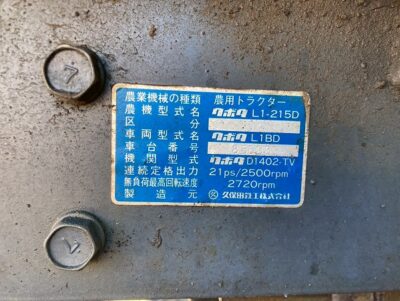 農業機械の種類 農用トラクター
農機型式名 クボタ L1-215D
区分
車両型式名 クボタ L1BD
車台番号
機関型式 クボタ D1402-TV
連続定格出力 21ps/2500rpm
無負荷最高回転速度 2720rpm
製造元 久保田鉄工株式会社
7
7